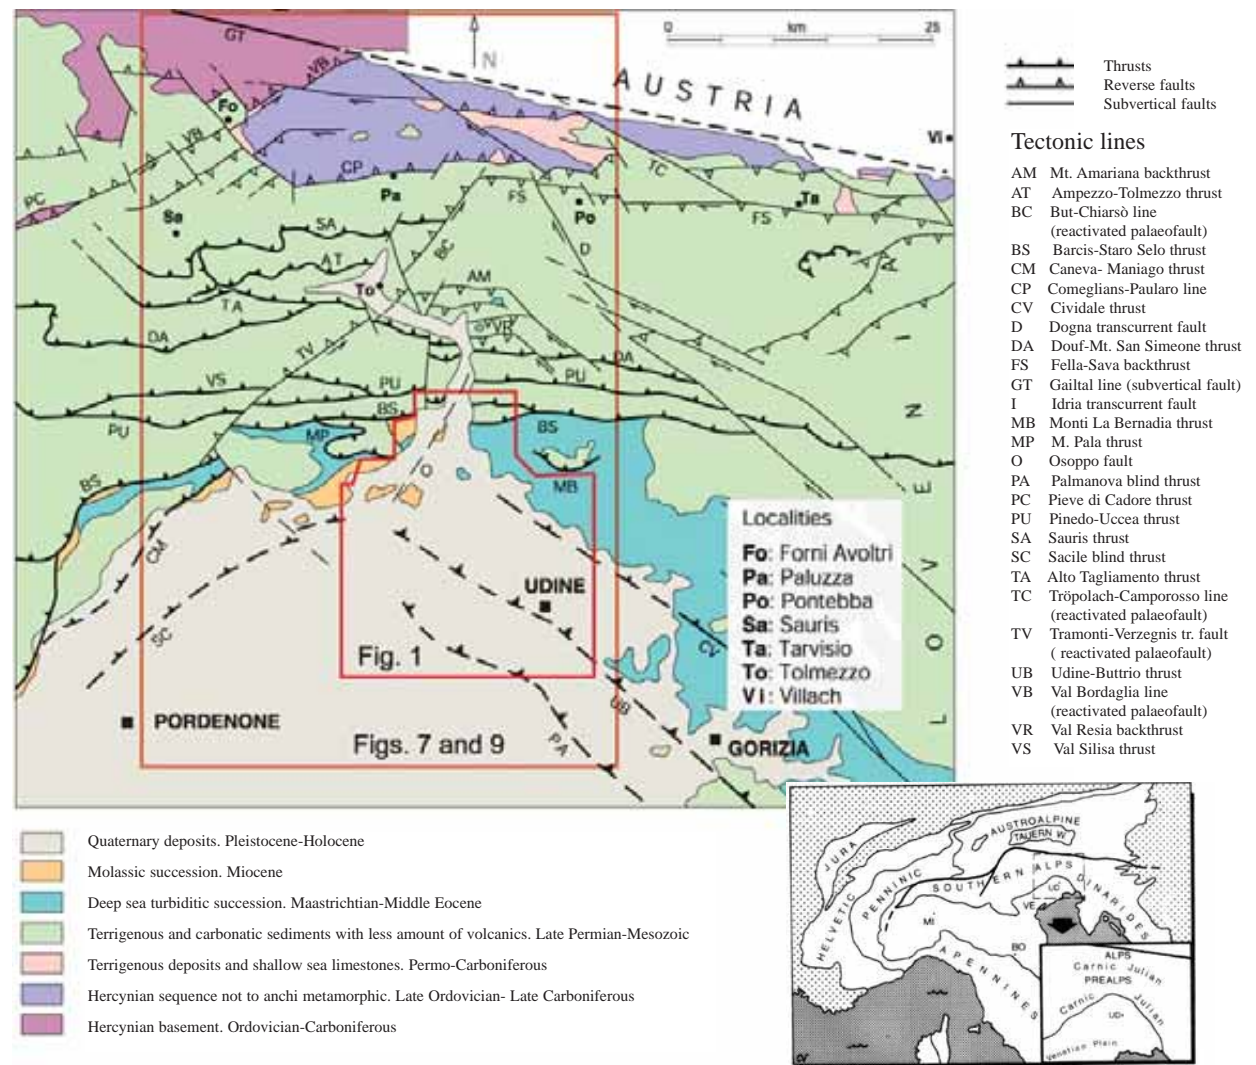 GT
N
0
km
25
AUSTRIA
VB
Fo
VB
Vi
CP
Pa
TC
PC
Sa
FS
Po
Ta
FS
SA
BC
D
AT
AM
To
TA
VR
I
DA
TV
DA
VS
PU
PU
BS
PU
MP
BS
O
MB
BS
SLOVENIA
CM
SC
UDINE
CV
Fig. 1
UB
PA
PORDENONE
Figs. 7 and 9
GORIZIA
Localities
Fo: Forni Avoltri
Pa: Paluzza
Po: Pontebba
Sa: Sauris
Ta: Tarvisio
To: Tolmezzo
Vi: Villach
Thrusts
Reverse faults
Subvertical faults
Tectonic lines
AM Mt. Amariana backthrust
AT Ampezzo-Tolmezzo thrust
BC But-Chiarsò line
(reactivated palaeofault)
BS Barcis-Staro Selo thrust
CM Caneva- Maniago thrust
CP Comeglians-Paularo line
CV Cividale thrust
D Dogna transcurrent fault
DA Douf-Mt. San Simeone thrust
FS Fella-Sava backthrust
GT Gailtal line (subvertical fault)
I Idria transcurrent fault
MB Monti La Bernadia thrust
MP M. Pala thrust
O Osoppo fault
PA Palmanova blind thrust
PC Pieve di Cadore thrust
PU Pinedo-Uccea thrust
SA Sauris thrust
SC Sacile blind thrust
TA Alto Tagliamento thrust
TC Tröpolach-Camporosso line
(reactivated palaeofault)
TV Tramonti-Verzegnis tr. fault
( reactivated palaeofault)
UB Udine-Buttrio thrust
VB Val Bordaglia line
(reactivated palaeofault)
VR Val Resia backthrust
VS Val Silisa thrust
Quaternary deposits. Pleistocene-Holocene
Molassic succession. Miocene
Deep sea turbiditic succession. Maastrichtian-Middle Eocene
Terrigenous and carbonatic sediments with less amount of volcanics. Late Permian-Mesozoic
Terrigenous deposits and shallow sea limestones. Permo-Carboniferous
Hercynian sequence not to anchi metamorphic. Late Ordovician- Late Carboniferous
Hercynian basement. Ordovician-Carboniferous
JURA
AUSTROALPINE
TAUERN W.
HELVETIC
PENNINIC
SOUTHERN ALPS
DINARIDES
UD
VE
MI
BO
APENNINES
ALPS
Carnic Julian
PREALPS
Carnic Julian
UD
Venetian Plain